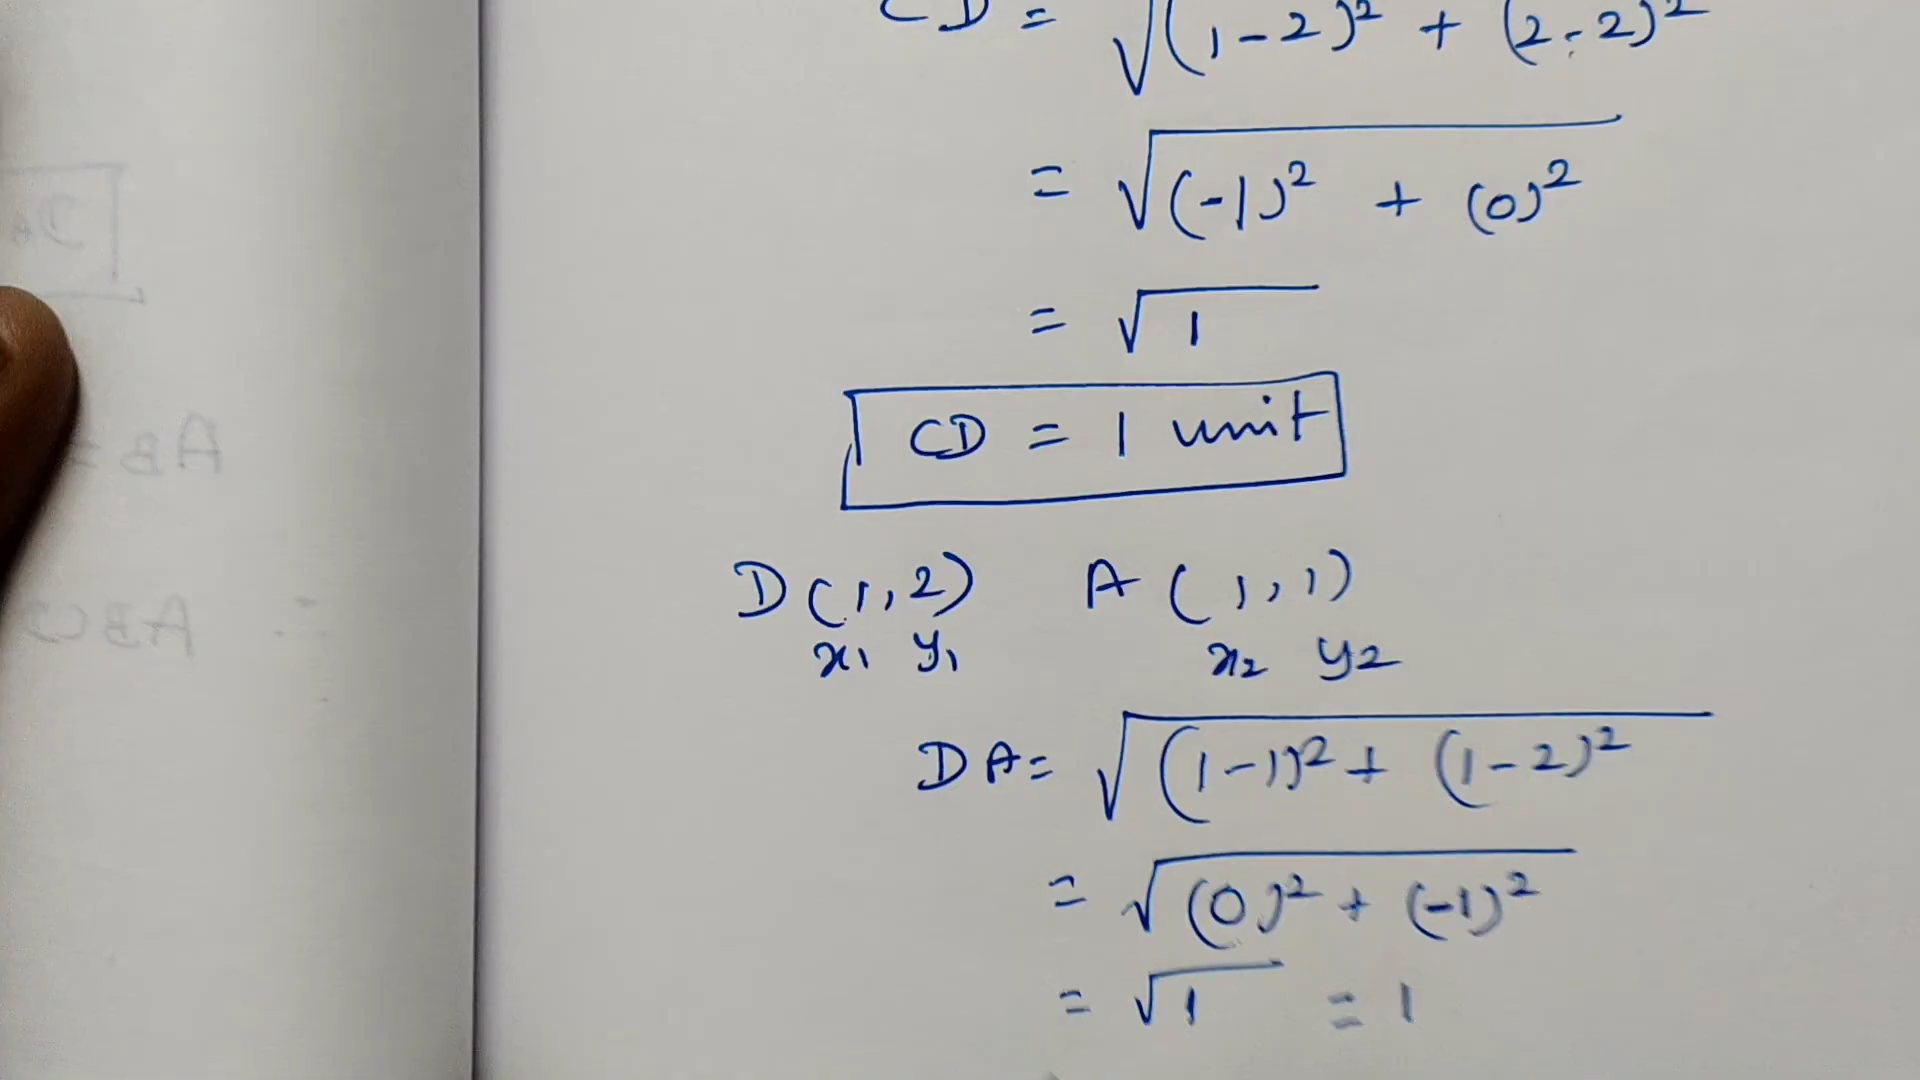 CD = √(1-2)² + (2-2)²
= √(-1)² + (0)²
= √1
CD = 1 unit
D(1,2) A(1,1)
x₁ y₁ x₂ y₂
DA = √(1-1)² + (1-2)²
= √(0)² + (-1)²
= √1 = 1